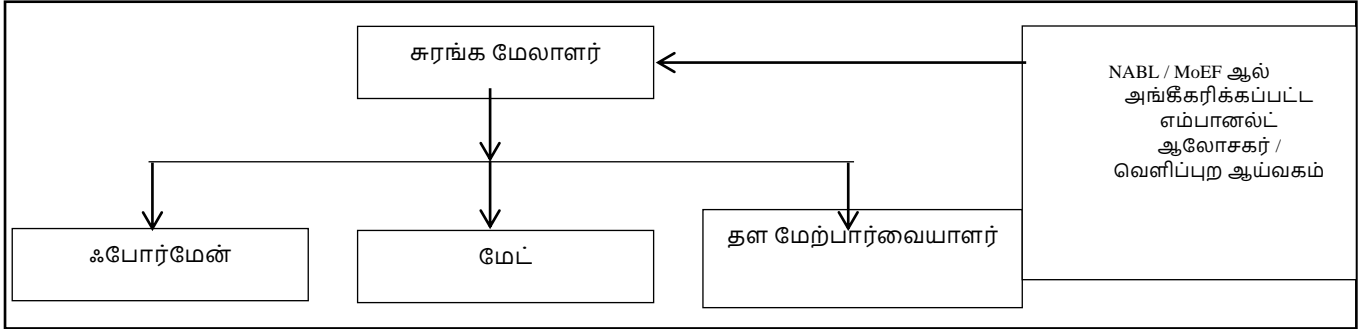 சுரங்க மேலாளர்
NABL / MoEF ஆல்
அங்கீகரிக்கப்பட்ட
எம்பானல்ட்
ஆலோசகர் /
வெளிப்புற ஆய்வகம்
ஃபோர்மேன்
மேட்
தள மேற்பார்வையாளர்